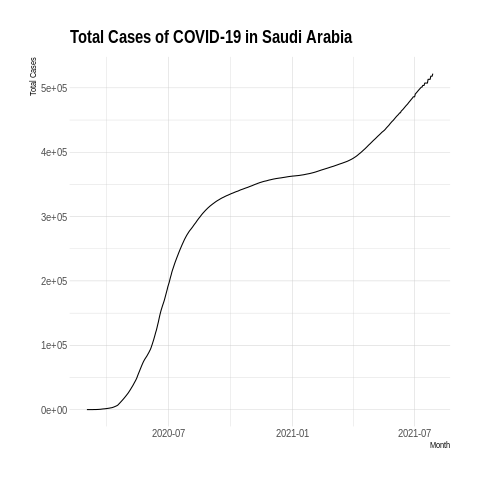 Total Cases of COVID-19 in Saudi Arabia
Total Cases
5e+05
4e+05
3e+05
2e+05
1e+05
0e+00
2020-07 2021-01 2021-07
Month